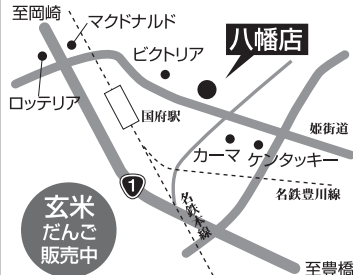 至岡崎
マクドナルド
ビクトリア
八幡店
ロッテリア
国府駅
姫街道
カーマ
ケンタッキー
1
名鉄豊川線
名鉄本線
玄米
だんご
販売中
至豊橋